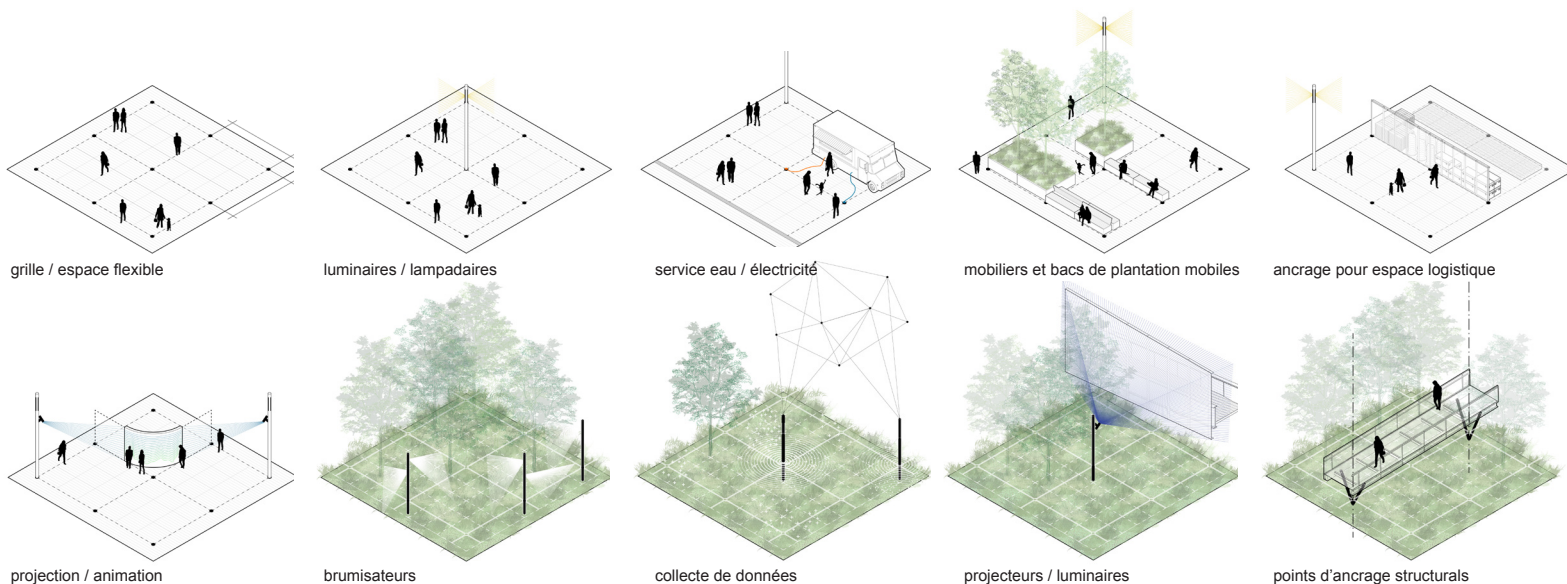 grille / espace flexible
luminaires / lampadaires
service eau / électricité
mobiliers et bacs de plantation mobiles
ancrage pour espace logistique
projection / animation
brumisateurs
collecte de données
projecteurs / luminaires
points d'ancrage structurals